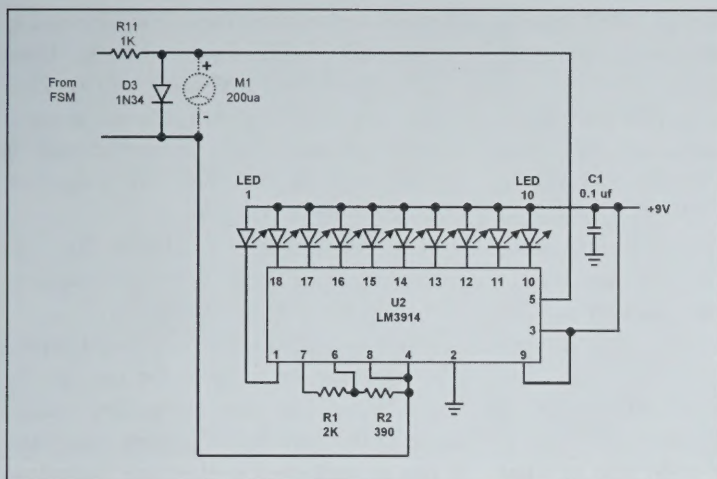 R11
1K
From
FSM
D3
1N34
+
M1
200ua
-
LED
1
LED
10
C1
0.1 uf
+9V
18 17 16 15 14 13 12 11 10
5
U2
LM3914
3
1 7 6 8 4 2 9
R1
2K
R2
390